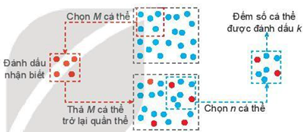 Chọn M cá thể
Đếm số cá thể
được đánh dấu k
Đánh dấu
nhận biết
Thả M cá thể
trở lại quần thể
Chọn n cá thể